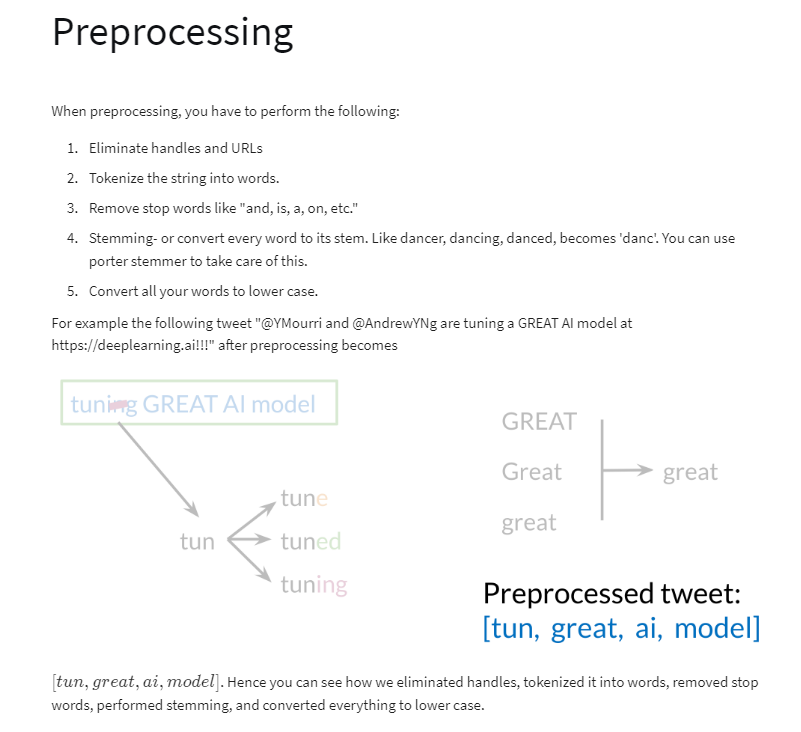 Preprocessing
When preprocessing, you have to perform the following:
1. Eliminate handles and URLs
2. Tokenize the string into words.
3. Remove stop words like "and, is, a, on, etc."
4. Stemming- or convert every word to its stem. Like dancer, dancing, danced, becomes 'danc'. You can use
porter stemmer to take care of this.
5. Convert all your words to lower case.
For example the following tweet "@YMourri and @AndrewYNg are tuning a GREAT AI model at
https://deeplearning.ai!!!" after preprocessing becomes
tuning GREAT AI model
tun
tune
tuned
tuning
GREAT
Great
great
great
Preprocessed tweet:
[tun, great, ai, model]
[tun, great, ai, model]. Hence you can see how we eliminated handles, tokenized it into words, removed stop
words, performed stemming, and converted everything to lower case.